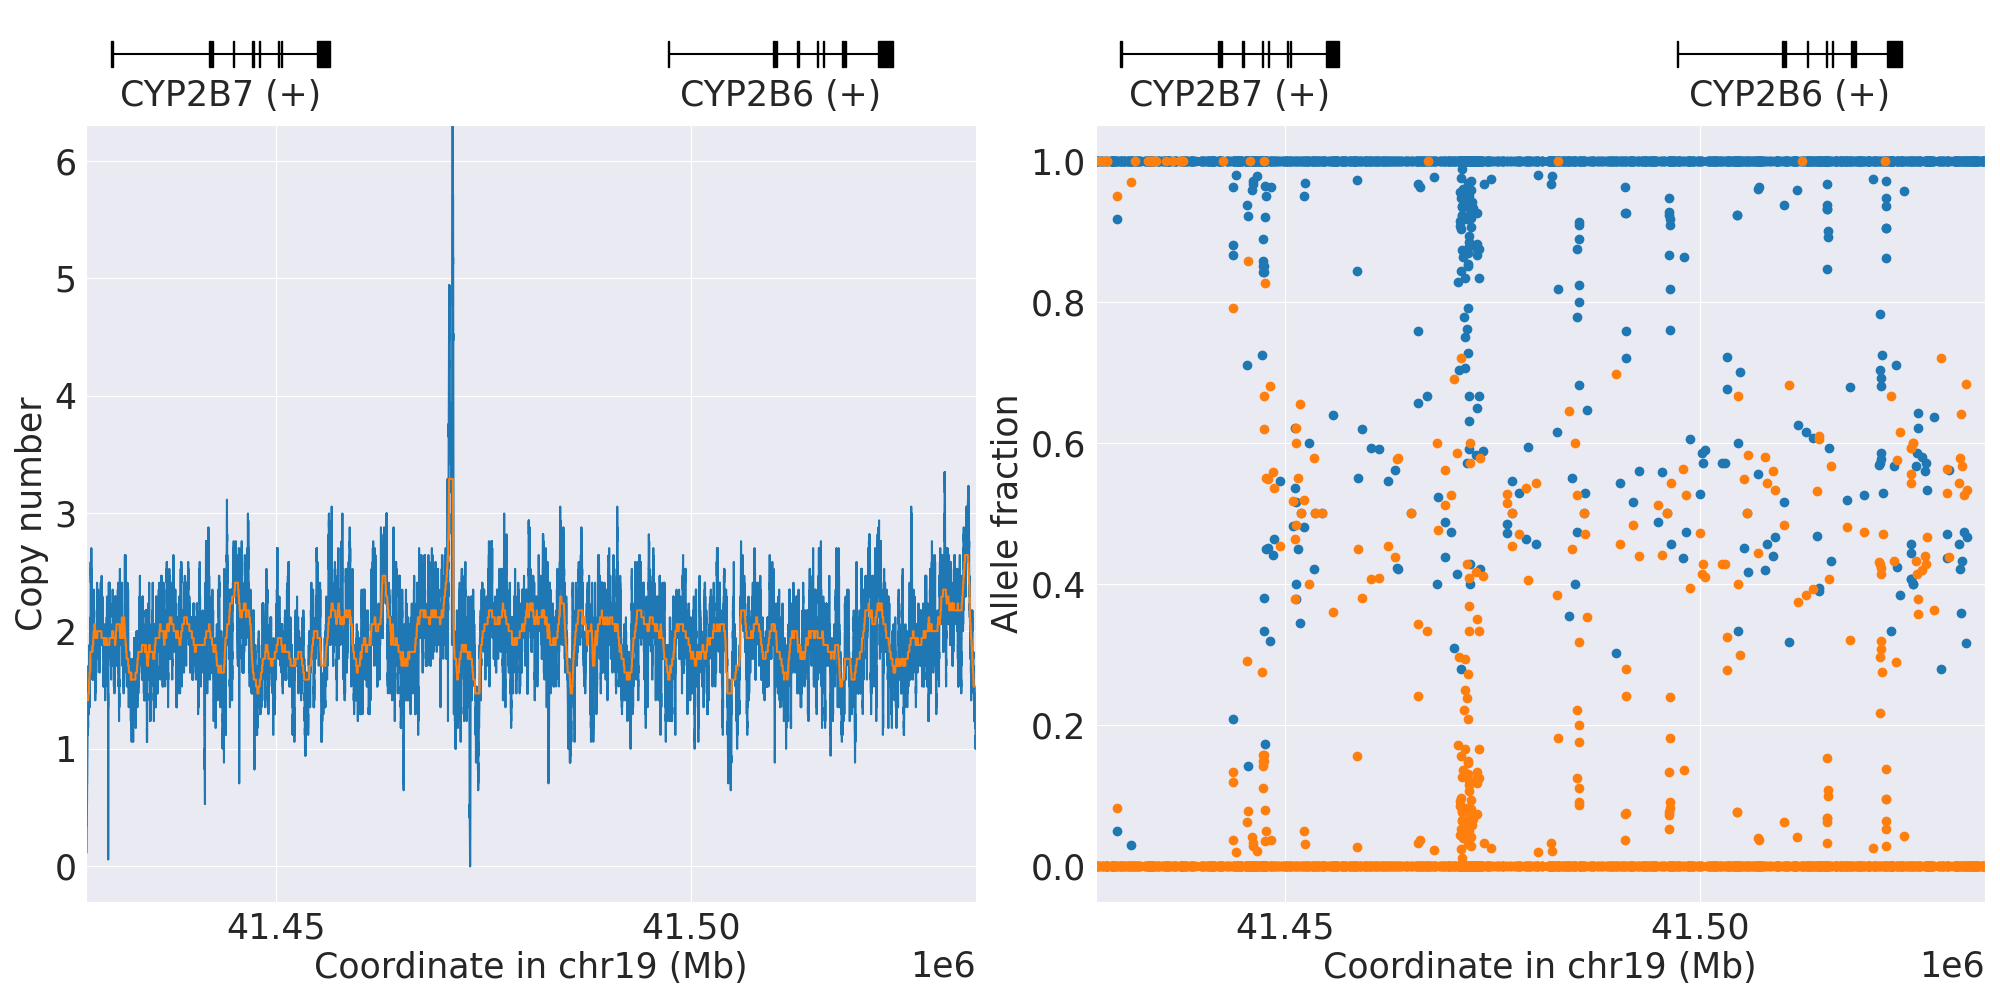 CYP2B7 (+)
CYP2B6 (+)
6
5
4
3
2
1
0
Copy number
41.45
41.50
Coordinate in chr19 (Mb)
1e6
CYP2B7 (+)
CYP2B6 (+)
1.0
0.8
0.6
0.4
0.2
0.0
Allele fraction
41.45
41.50
Coordinate in chr19 (Mb)
1e6